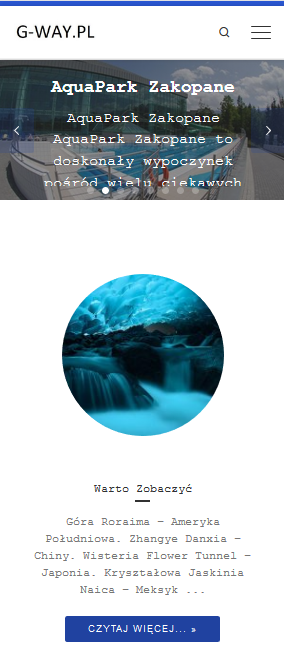 G-WAY.PL
AquaPark Zakopane
AquaPark Zakopane
AquaPark Zakopane to
doskonały wypoczynek
pośród wielu ciekawych
Warto Zobaczyć
Góra Roraima – Ameryka
Południowa. Zhangye Danxia –
Chiny. Wisteria Flower Tunnel –
Japonia. Kryształowa Jaskinia
Naica – Meksyk ...
CZYTAJ WIĘCEJ... »